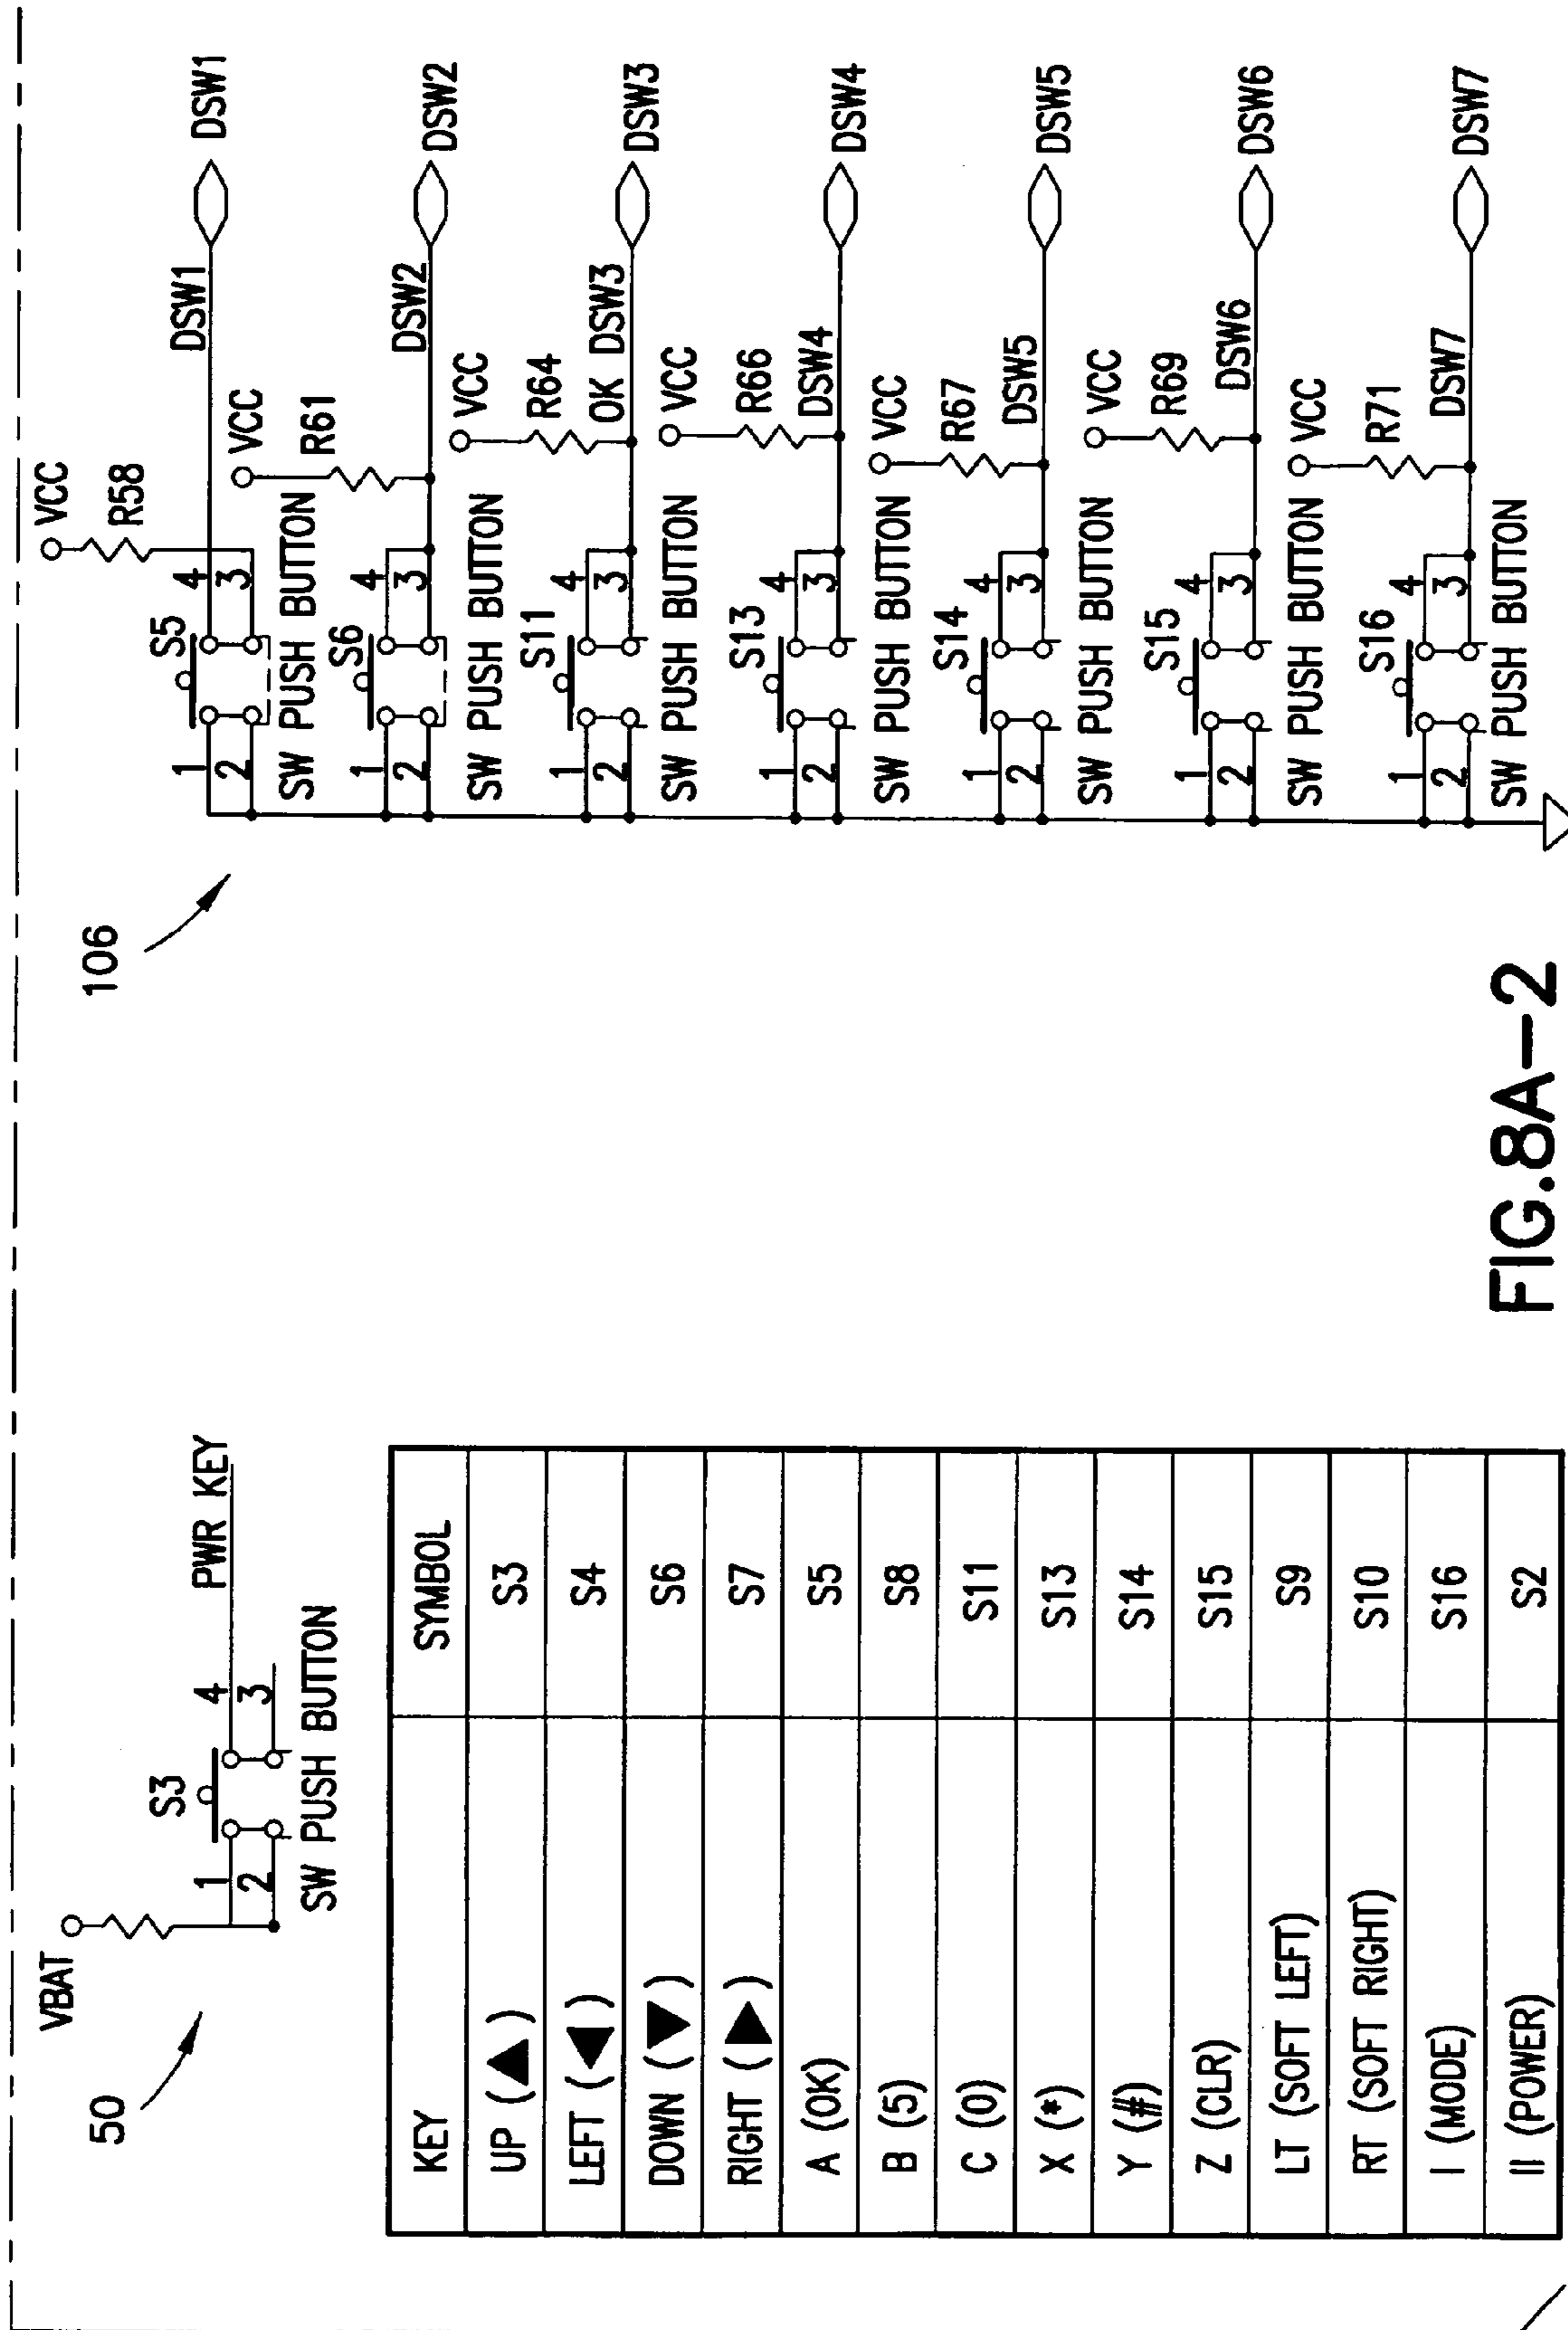 50
VBAT
S3
PWR KEY
1 4
2 3
SW PUSH BUTTON
KEY SYMBOL
UP (▲) S3
LEFT (◀) S4
DOWN (▼) S6
RIGHT (▶) S7
A (OK) S5
B (5) S8
C (0) S11
X (*) S13
Y (#) S14
Z (CLR) S15
LT (SOFT LEFT) S9
RT (SOFT RIGHT) S10
I (MODE) S16
II (POWER) S2
106
VCC
R58
S5
1 4
2 3
DSW1
DSW1
SW PUSH BUTTON
VCC
R61
S6
1 4
2 3
DSW2
DSW2
SW PUSH BUTTON
VCC
R64
S11
1 4
2 3
OK DSW3
DSW3
SW PUSH BUTTON
VCC
R66
S13
1 4
2 3
DSW4
DSW4
SW PUSH BUTTON
VCC
R67
S14
1 4
2 3
DSW5
DSW5
SW PUSH BUTTON
VCC
R69
S15
1 4
2 3
DSW6
DSW6
SW PUSH BUTTON
VCC
R71
S16
1 4
2 3
DSW7
DSW7
SW PUSH BUTTON
FIG.8A-2